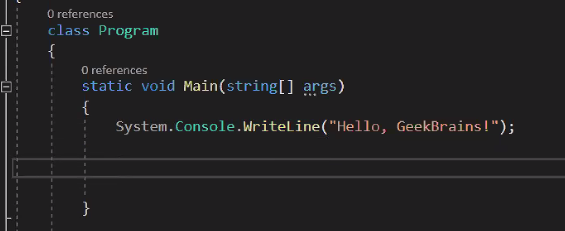 {
0 references
class Program
{
0 references
static void Main(string[] args)
{
System.Console.WriteLine("Hello, GeekBrains!");
}